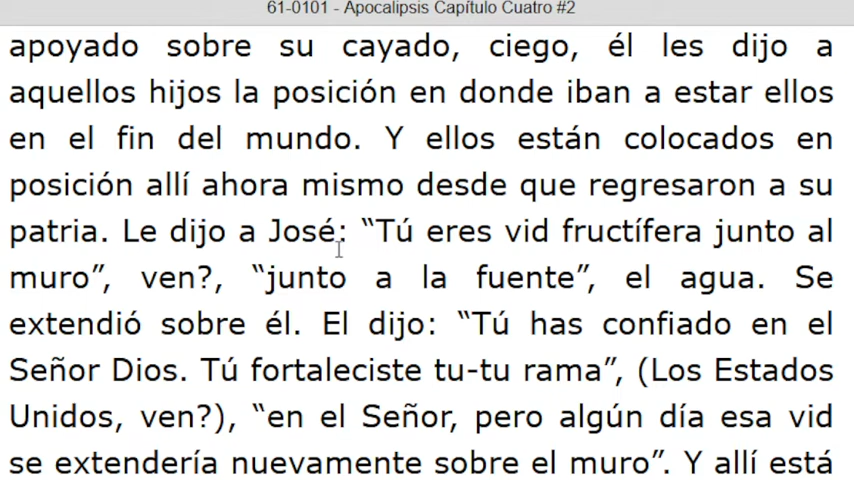 61-0101 - Apocalipsis Capítulo Cuatro #2
apoyado sobre su cayado, ciego, él les dijo a
aquellos hijos la posición en donde iban a estar ellos
en el fin del mundo. Y ellos están colocados en
posición allí ahora mismo desde que regresaron a su
patria. Le dijo a José: “Tú eres vid fructífera junto al
muro”, ven?, “junto a la fuente”, el agua. Se
extendió sobre él. El dijo: “Tú has confiado en el
Señor Dios. Tú fortaleciste tu-tu rama”, (Los Estados
Unidos, ven?), “en el Señor, pero algún día esa vid
se extendería nuevamente sobre el muro”. Y allí está